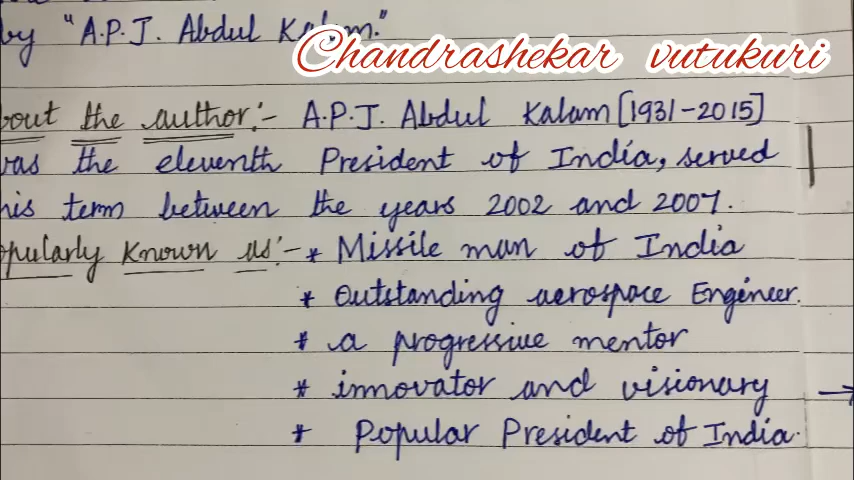 by "A.P.J. Abdul Kalam."
Chandrashekar vutukuri
bout the author:- A.P.J. Abdul Kalam [1931-2015]
was the eleventh President of India, served
his term between the years 2002 and 2007.
opularly known as:- * Missile man of India
* Outstanding aerospace Engineer.
* a progressive mentor
* innovator and visionary →
* Popular President of India.